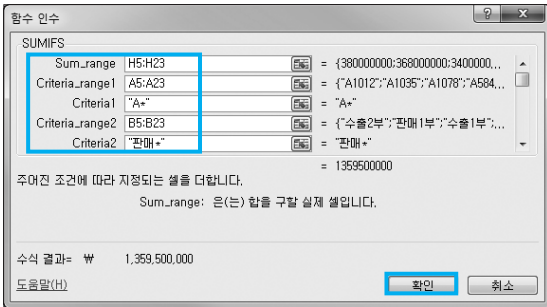 함수 인수
SUMIFS
Sum_range H5:H23 = {380000000;368000000;3400000...
Criteria_range1 A5:A23 = {"A1012";"A1035";"A1078";"A584...
Criteria1 "A*" = "A*"
Criteria_range2 B5:B23 = {"수출2부";"판매1부";"수출1부";...
Criteria2 "판매*" = "판매*"
= 1359500000
주어진 조건에 따라 지정되는 셀을 더합니다.
Sum_range: 은(는) 합을 구할 실제 셀입니다.
수식 결과= ₩ 1,359,500,000
도움말(H) 확인 취소